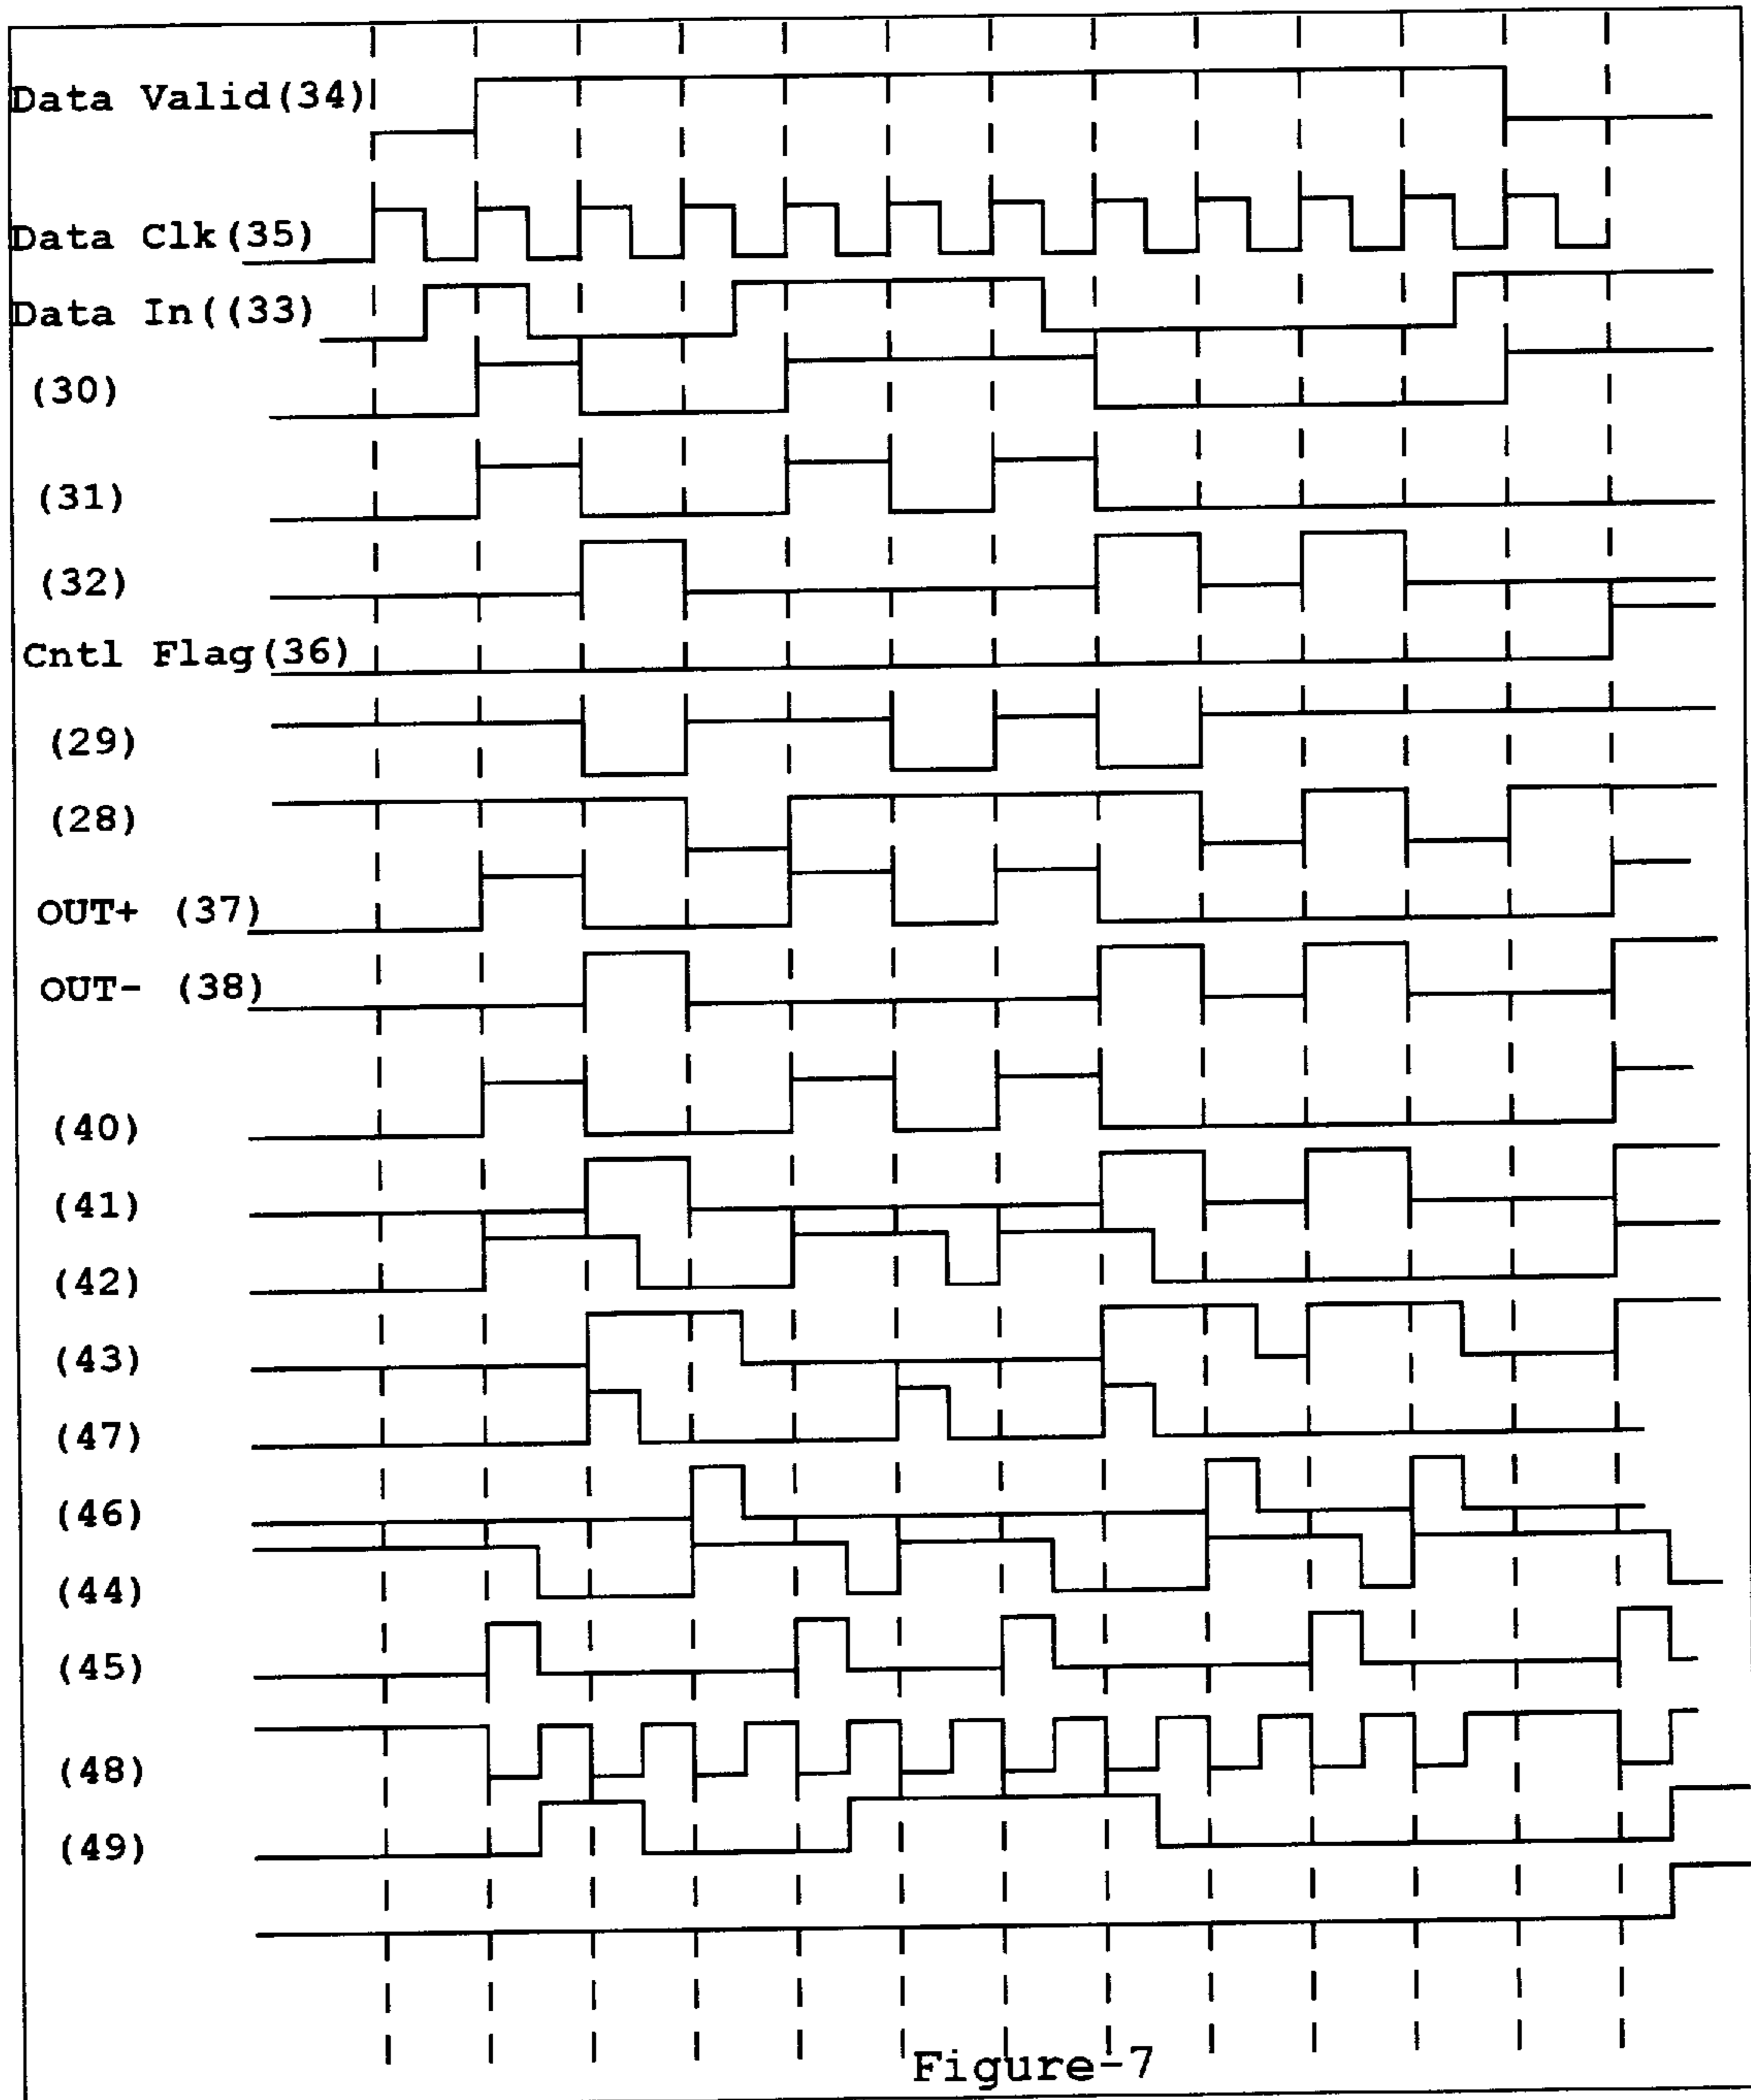 Data Valid(34)
Data Clk(35)
Data In((33)
(30)
(31)
(32)
Cntl Flag(36)
(29)
(28)
OUT+ (37)
OUT- (38)
(40)
(41)
(42)
(43)
(47)
(46)
(44)
(45)
(48)
(49)
Figure-7